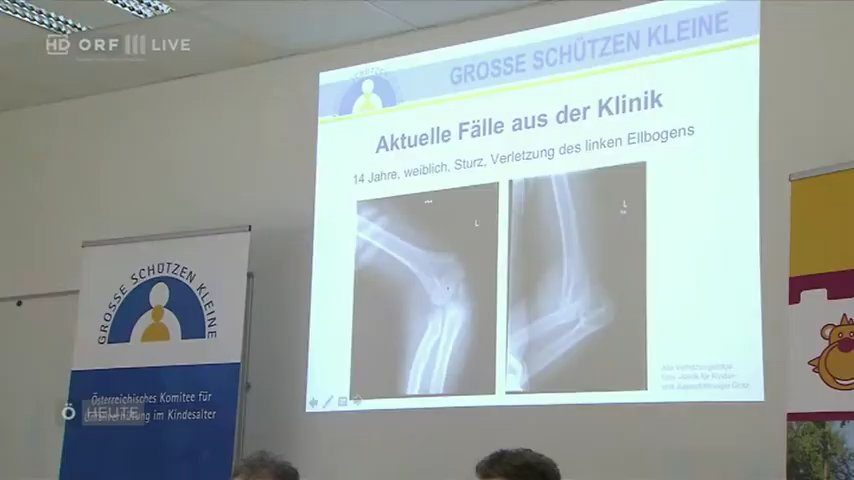 HD ORF III LIVE
GROSSE SCHÜTZEN KLEINE
Aktuelle Fälle aus der Klinik
14 Jahre, weiblich, Sturz, Verletzung des linken Ellbogens
L
L
GROSSE SCHÜTZEN KLEINE
Österreichisches Komitee für
im Kindesalter
Ö HEUTE